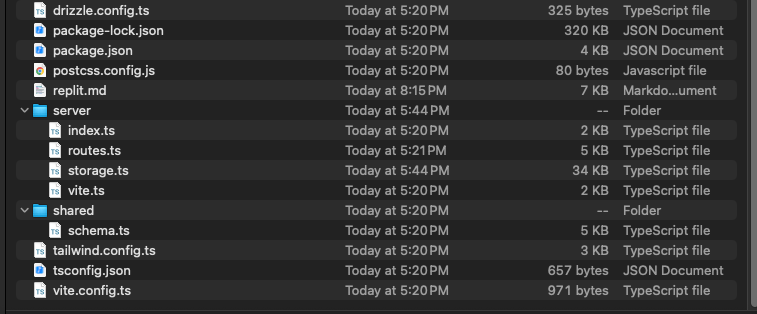 drizzle.config.ts Today at 5:20 PM 325 bytes TypeScript file
package-lock.json Today at 5:20 PM 320 KB JSON Document
package.json Today at 5:20 PM 4 KB JSON Document
postcss.config.js Today at 5:20 PM 80 bytes Javascript file
replit.md Today at 8:15 PM 7 KB Markdo...ument
server Today at 5:44 PM -- Folder
TS index.ts Today at 5:20 PM 2 KB TypeScript file
TS routes.ts Today at 5:21 PM 5 KB TypeScript file
TS storage.ts Today at 5:44 PM 34 KB TypeScript file
TS vite.ts Today at 5:20 PM 2 KB TypeScript file
shared Today at 5:20 PM -- Folder
TS schema.ts Today at 5:20 PM 5 KB TypeScript file
TS tailwind.config.ts Today at 5:20 PM 3 KB TypeScript file
tsconfig.json Today at 5:20 PM 657 bytes JSON Document
TS vite.config.ts Today at 5:20 PM 971 bytes TypeScript file